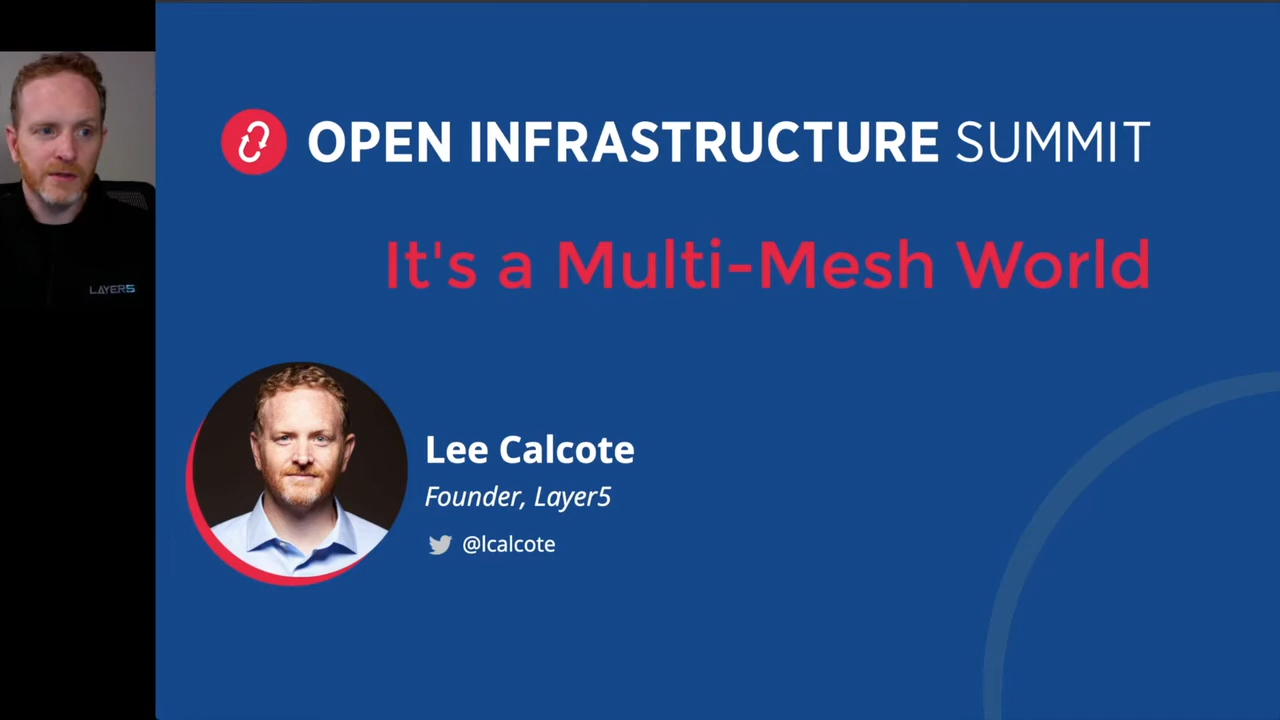 OPEN INFRASTRUCTURE SUMMIT
It's a Multi-Mesh World
Lee Calcote
Founder, Layer5
@lcalcote
LAYER5